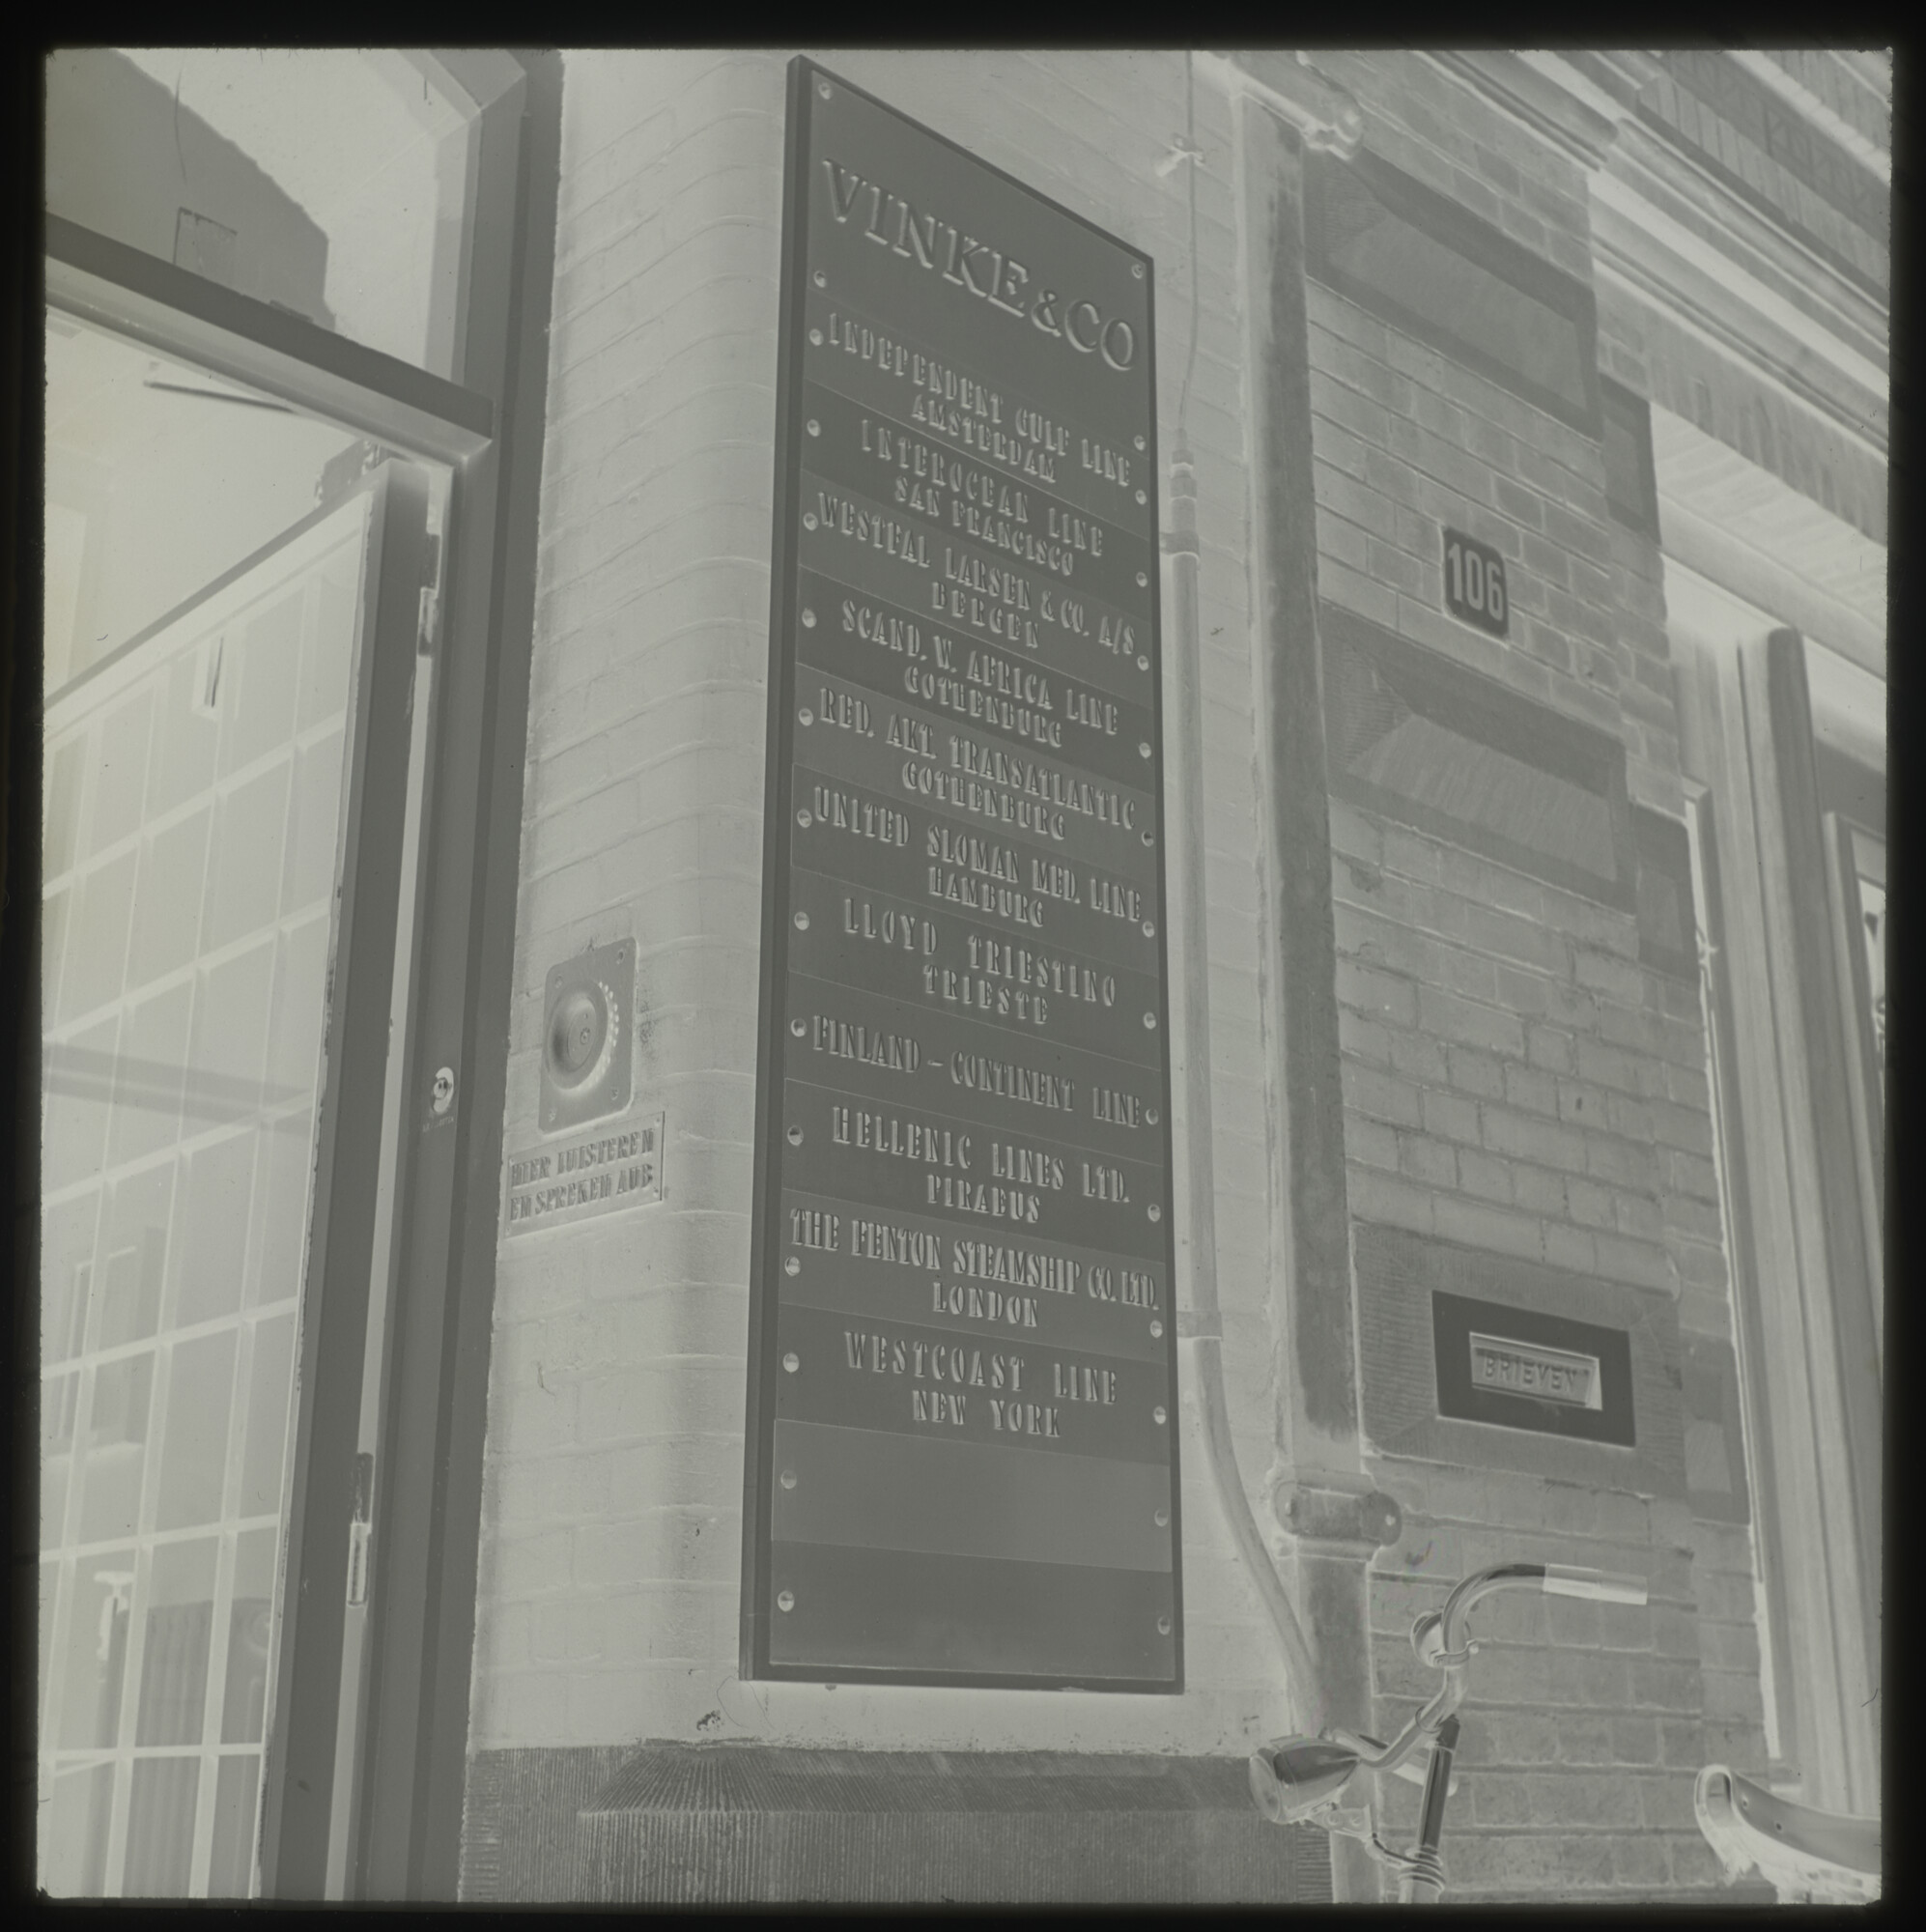 VINKE & CO
INDEPENDENT GULF LINE
AMSTERDAM
INTEROCEAN LINE
SAN FRANCISCO
WESTFAL LARSEN & CO. A/S
BERGEN
SCAND. W. AFRICA LINE
GOTHENBURG
RED. AKT. TRANSATLANTIC
GOTHENBURG
UNITED SLOMAN MED. LINE
HAMBURG
LLOYD TRIESTINO
TRIESTE
FINLAND - CONTINENT LINE
HELLENIC LINES LTD.
PIRAEUS
THE FENTON STEAMSHIP CO. LTD.
LONDON
WESTCOAST LINE
NEW YORK
HIER LUISTEREN
EN SPREKEN AUB
106
BRIEVEN